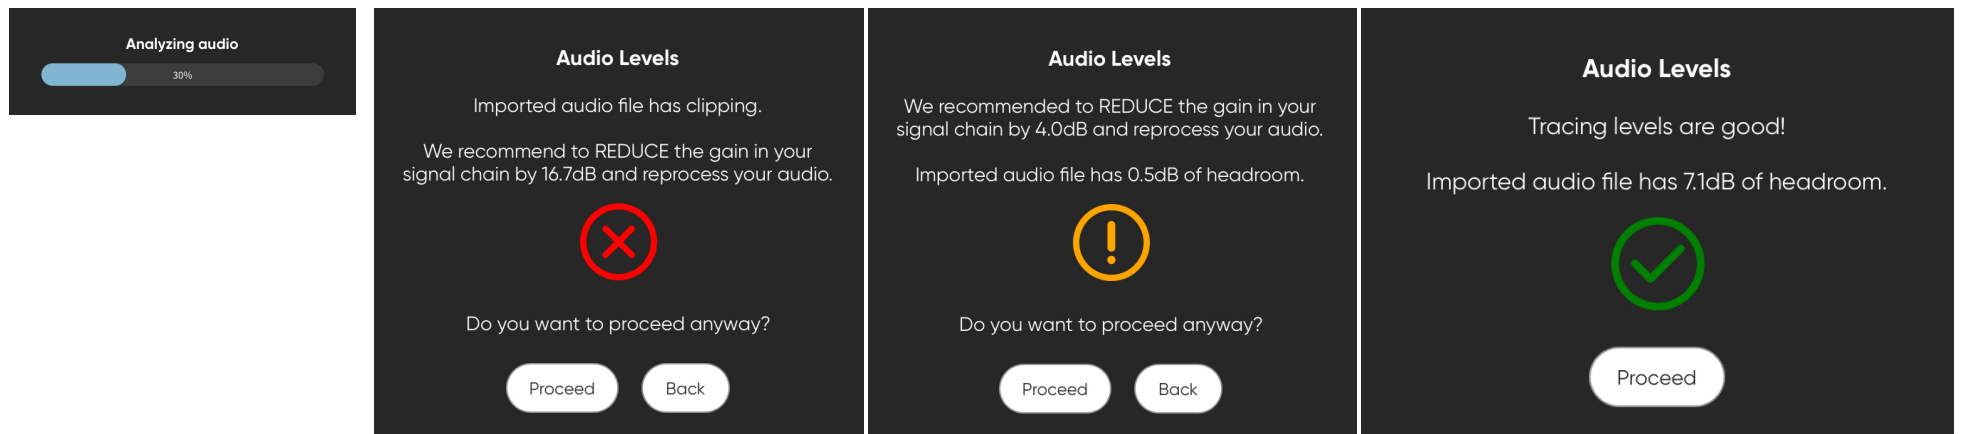 Analyzing audio
30%
Audio Levels
Imported audio file has clipping.
We recommend to REDUCE the gain in your
signal chain by 16.7dB and reprocess your audio.
Do you want to proceed anyway?
Proceed
Back
Audio Levels
We recommended to REDUCE the gain in your
signal chain by 4.0dB and reprocess your audio.
Imported audio file has 0.5dB of headroom.
Do you want to proceed anyway?
Proceed
Back
Audio Levels
Tracing levels are good!
Imported audio file has 7.1dB of headroom.
Proceed